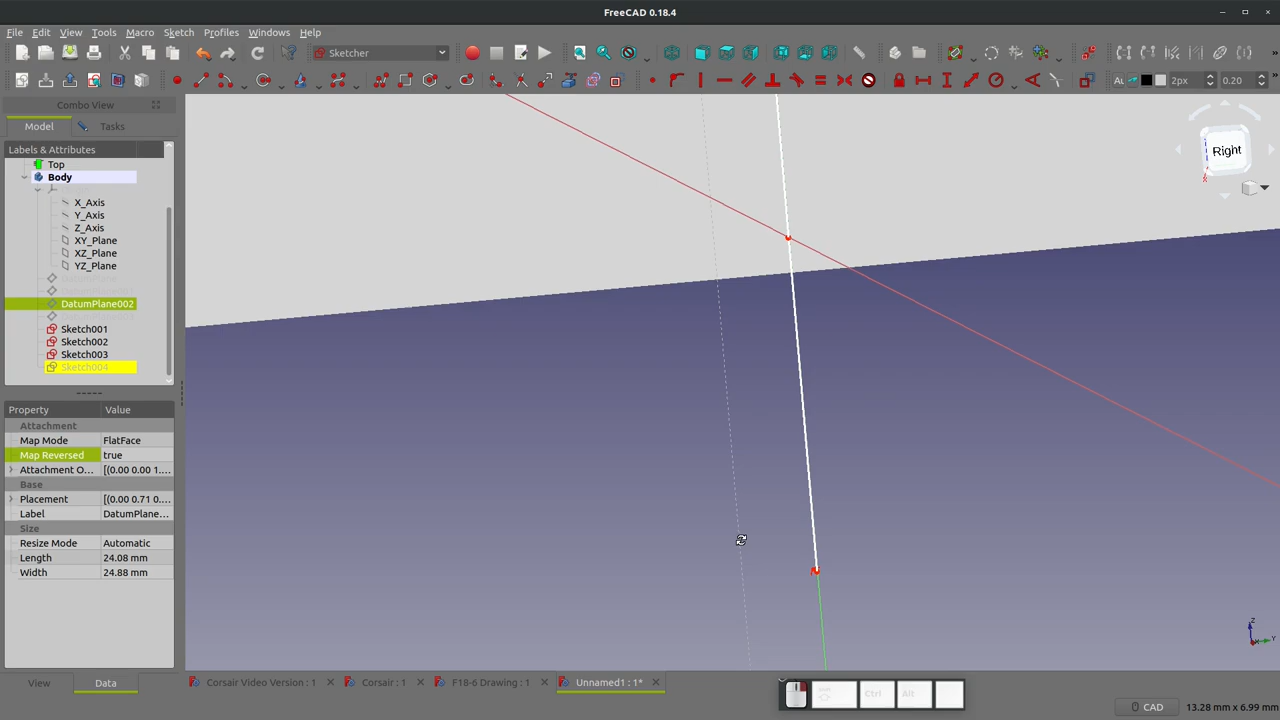 FreeCAD 0.18.4
File Edit View Tools Macro Sketch Profiles Windows Help
Sketcher
2px 0.20
Combo View
Model Tasks
Labels & Attributes
Top
Body
X_Axis
Y_Axis
Z_Axis
XY_Plane
XZ_Plane
YZ_Plane
DatumPlane002
Sketch001
Sketch002
Sketch003
Sketch004
Property Value
Attachment
Map Mode FlatFace
Map Reversed true
Attachment O... [(0.00 0.00 1....
Base
Placement [(0.00 0.71 0....
Label DatumPlane...
Size
Resize Mode Automatic
Length 24.08 mm
Width 24.88 mm
Right
View Data
Corsair Video Version : 1 Corsair : 1 F18-6 Drawing : 1 Unnamed1 : 1*
Ctrl Alt
CAD 13.28 mm x 6.99 mm